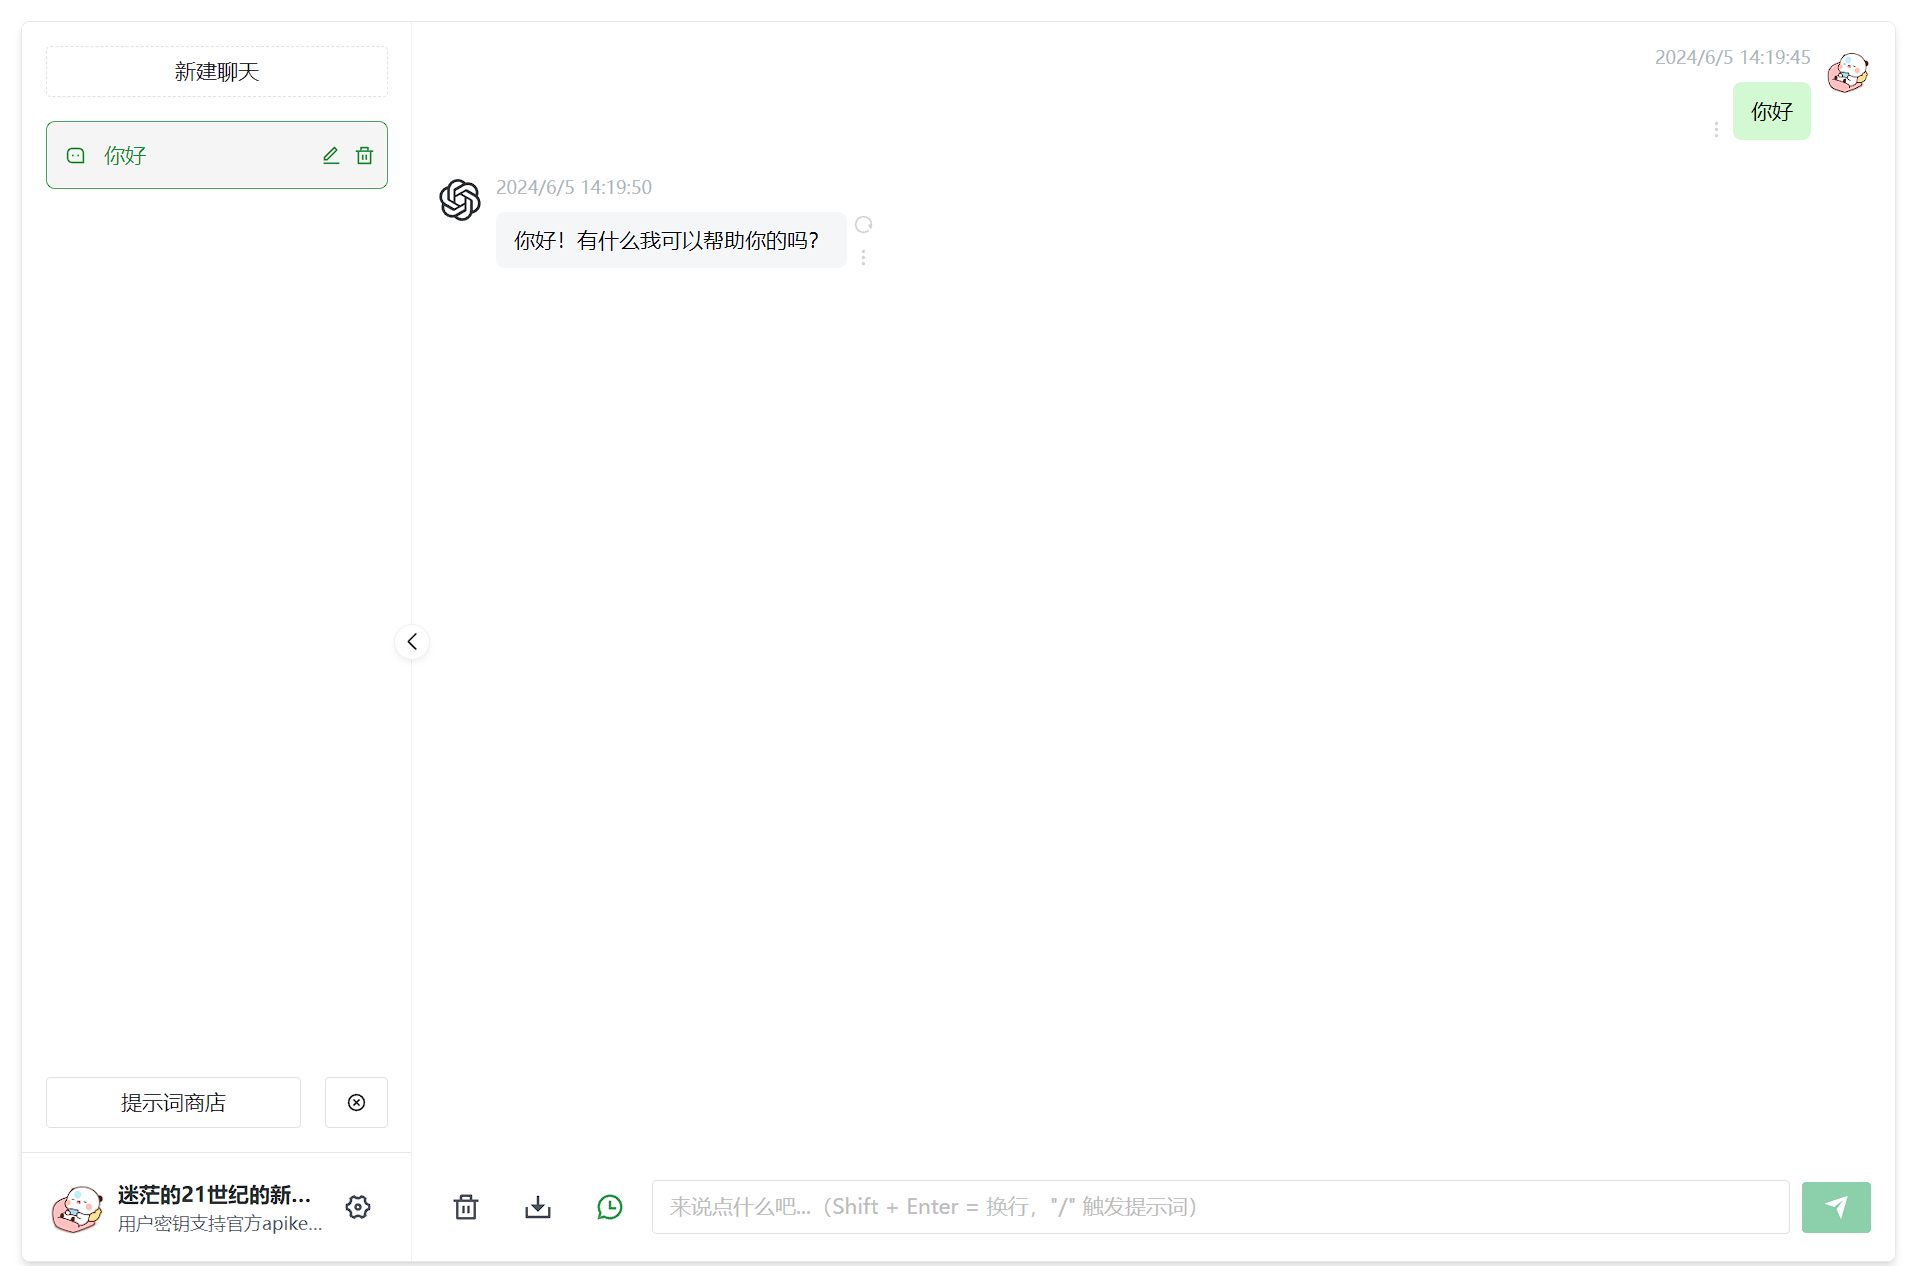 新建聊天
你好
提示词商店
迷茫的21世纪的新...
用户密钥支持官方apike...
2024/6/5 14:19:45
你好
2024/6/5 14:19:50
你好！有什么我可以帮助你的吗？
来说点什么吧...（Shift + Enter = 换行，"/" 触发提示词）